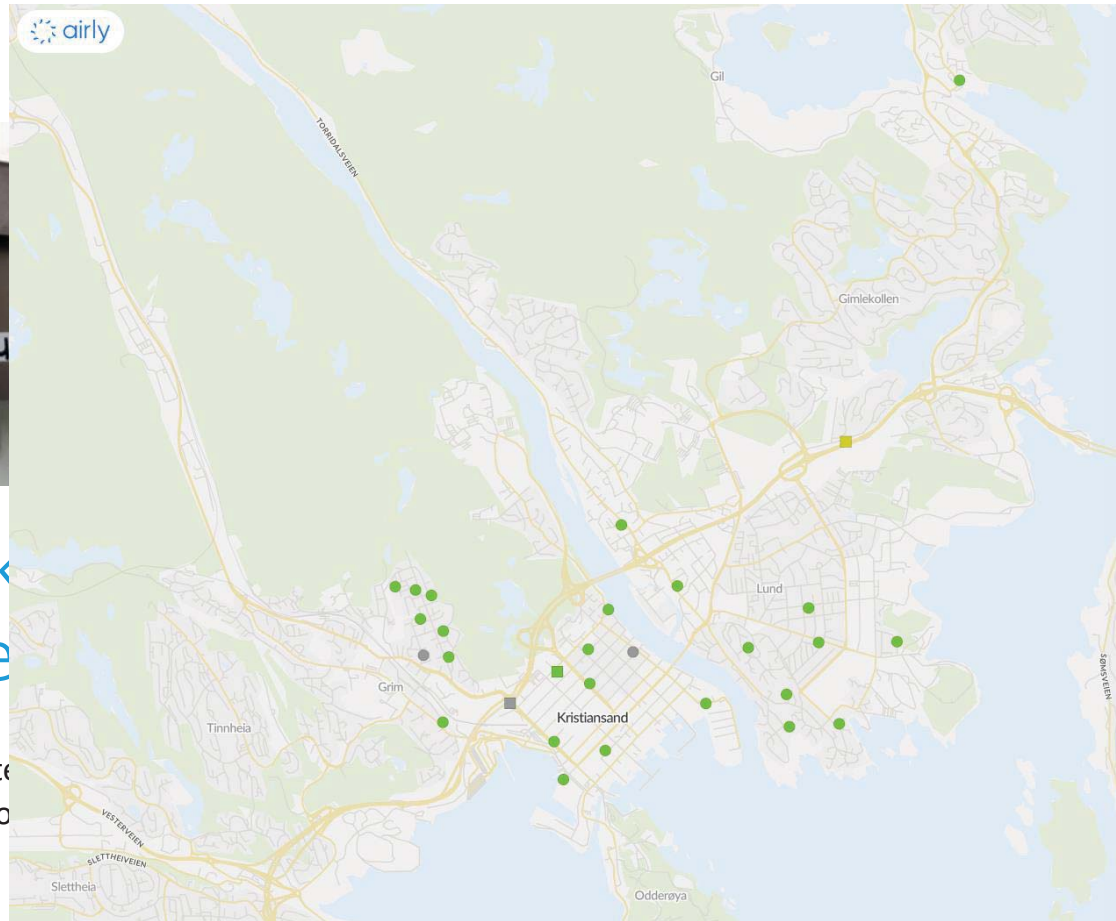 airly
Gil
TORRIDALSVEIEN
Gimlekollen
Lund
Grim
Kristiansand
Tinnheia
SØMSVEIEN
VESTERVEIEN
SLETTHEIVEIEN
Slettheia
Odderøya